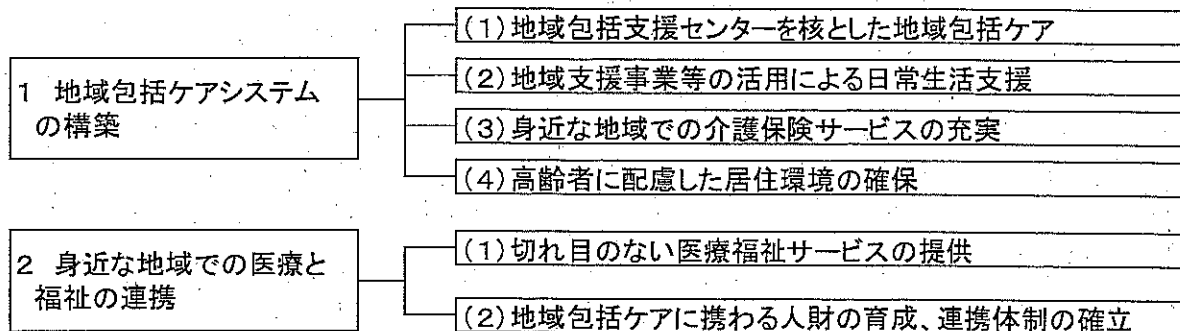 1 地域包括ケアシステム
の構築
(1)地域包括支援センターを核とした地域包括ケア
(2)地域支援事業等の活用による日常生活支援
(3)身近な地域での介護保険サービスの充実
(4)高齢者に配慮した居住環境の確保
2 身近な地域での医療と
福祉の連携
(1)切れ目のない医療福祉サービスの提供
(2)地域包括ケアに携わる人財の育成、連携体制の確立